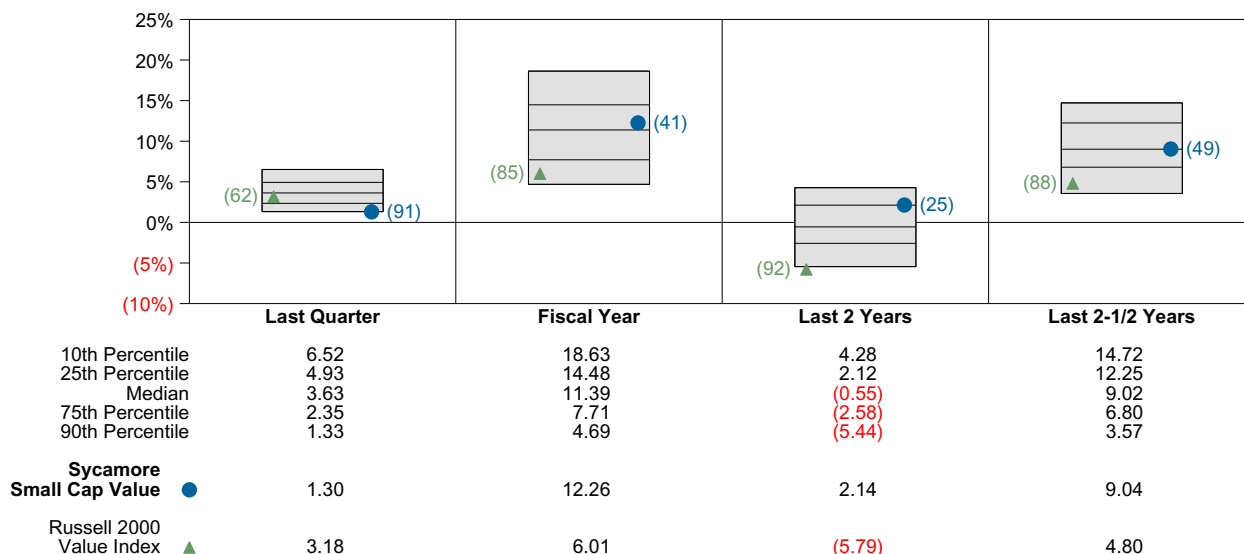 25%
20%
15%
10%
5%
0%
(5%)
(10%)
(62)
(91)
(85)
(41)
(92)
(25)
(88)
(49)
Last Quarter Fiscal Year Last 2 Years Last 2-1/2 Years
10th Percentile 6.52 18.63 4.28 14.72
25th Percentile 4.93 14.48 2.12 12.25
Median 3.63 11.39 (0.55) 9.02
75th Percentile 2.35 7.71 (2.58) 6.80
90th Percentile 1.33 4.69 (5.44) 3.57
Sycamore
Small Cap Value 1.30 12.26 2.14 9.04
Russell 2000
Value Index 3.18 6.01 (5.79) 4.80